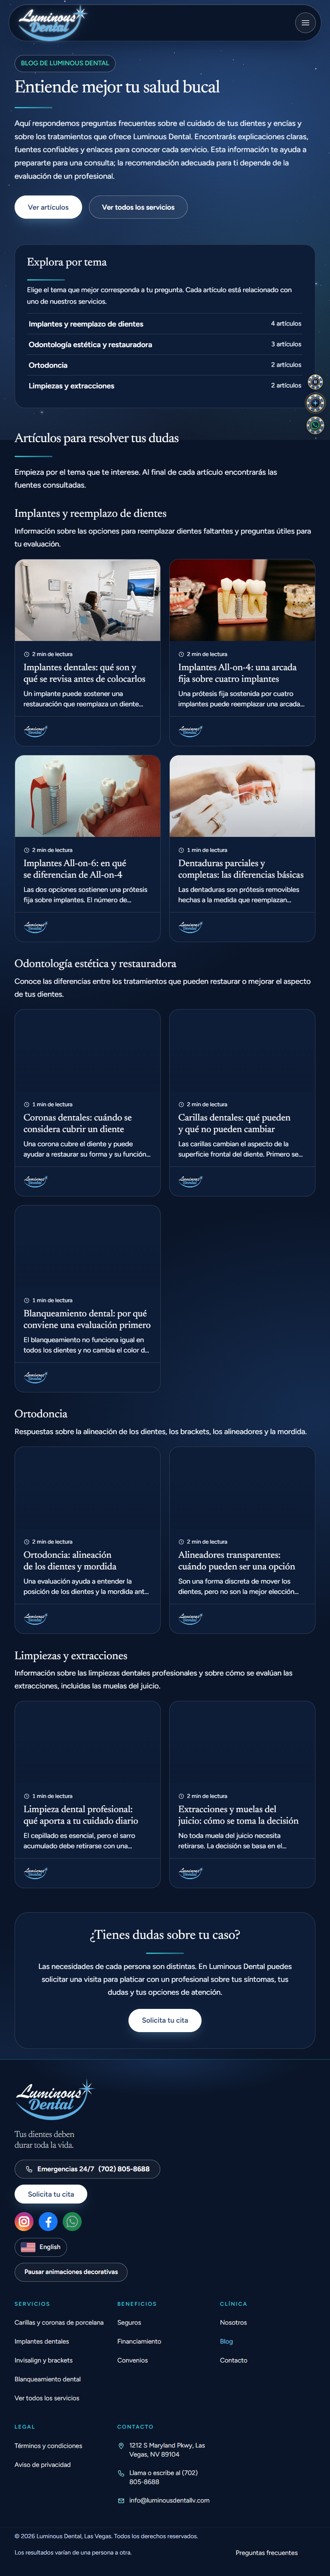 Luminous
Dental
BLOG DE LUMINOUS DENTAL
Entiende mejor tu salud bucal
Aquí respondemos preguntas frecuentes sobre el cuidado de tus dientes y encías y
sobre los tratamientos que ofrece Luminous Dental. Encontrarás explicaciones claras,
fuentes confiables y enlaces para conocer cada servicio. Esta información te ayuda a
prepararte para una consulta; la recomendación adecuada para ti depende de la
evaluación de un profesional.
Ver artículos
Ver todos los servicios
Explora por tema
Elige el tema que mejor corresponda a tu pregunta. Cada artículo está relacionado con
uno de nuestros servicios.
Implantes y reemplazo de dientes 4 artículos
Odontología estética y restauradora 3 artículos
Ortodoncia 2 artículos
Limpiezas y extracciones 2 artículos
Artículos para resolver tus dudas
Empieza por el tema que te interese. Al final de cada artículo encontrarás las
fuentes consultadas.
Implantes y reemplazo de dientes
Información sobre las opciones para reemplazar dientes faltantes y preguntas útiles para
tu evaluación.
2 min de lectura
Implantes dentales: qué son y
qué se revisa antes de colocarlos
Un implante puede sostener una
restauración que reemplaza un diente...
Luminous
Dental
2 min de lectura
Implantes All-on-4: una arcada
fija sobre cuatro implantes
Una prótesis fija sostenida por cuatro
implantes puede reemplazar una arcada...
Luminous
Dental
2 min de lectura
Implantes All-on-6: en qué
se diferencian de All-on-4
Las dos opciones sostienen una prótesis
fija sobre implantes. El número de...
Luminous
Dental
1 min de lectura
Dentaduras parciales y
completas: las diferencias básicas
Las dentaduras son prótesis removibles
hechas a la medida que reemplazan...
Luminous
Dental
Odontología estética y restauradora
Conoce las diferencias entre los tratamientos que pueden restaurar o mejorar el aspecto
de tus dientes.
1 min de lectura
Coronas dentales: cuándo se
considera cubrir un diente
Una corona cubre el diente y puede
ayudar a restaurar su forma y su función...
Luminous
Dental
2 min de lectura
Carillas dentales: qué pueden
y qué no pueden cambiar
Las carillas cambian el aspecto de la
superficie frontal del diente. Primero se...
Luminous
Dental
1 min de lectura
Blanqueamiento dental: por qué
conviene una evaluación primero
El blanqueamiento no funciona igual en
todos los dientes y no cambia el color d...
Luminous
Dental
Ortodoncia
Respuestas sobre la alineación de los dientes, los brackets, los alineadores y la mordida.
2 min de lectura
Ortodoncia: alineación
de los dientes y mordida
Una evaluación ayuda a entender la
posición de los dientes y la mordida ant...
Luminous
Dental
2 min de lectura
Alineadores transparentes:
cuándo pueden ser una opción
Son una forma discreta de mover los
dientes, pero no son la mejor elección...
Luminous
Dental
Limpiezas y extracciones
Información sobre las limpiezas dentales profesionales y sobre cómo se evalúan las
extracciones, incluidas las muelas del juicio.
1 min de lectura
Limpieza dental profesional:
qué aporta a tu cuidado diario
El cepillado es esencial, pero el sarro
acumulado debe retirarse con una...
Luminous
Dental
2 min de lectura
Extracciones y muelas del
juicio: cómo se toma la decisión
No toda muela del juicio necesita
retirarse. La decisión se basa en el...
Luminous
Dental
¿Tienes dudas sobre tu caso?
Las necesidades de cada persona son distintas. En Luminous Dental puedes
solicitar una visita para platicar con un profesional sobre tus síntomas, tus
dudas y tus opciones de atención.
Solicita tu cita
Luminous
Dental
Tus dientes deben
durar toda la vida.
Emergencias 24/7 (702) 805-8688
Solicita tu cita
English
Pausar animaciones decorativas
SERVICIOS
Carillas y coronas de porcelana
Implantes dentales
Invisalign y brackets
Blanqueamiento dental
Ver todos los servicios
BENEFICIOS
Seguros
Financiamiento
Convenios
CLÍNICA
Nosotros
Blog
Contacto
LEGAL
Términos y condiciones
Aviso de privacidad
CONTACTO
1212 S Maryland Pkwy, Las
Vegas, NV 89104
Llama o escribe al (702)
805-8688
info@luminousdentallv.com
© 2026 Luminous Dental, Las Vegas. Todos los derechos reservados.
Los resultados varían de una persona a otra.
Preguntas frecuentes